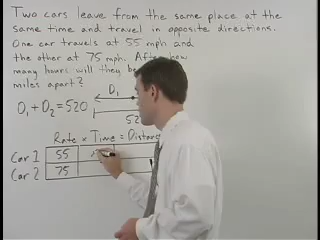 Two cars leave from the same place at the
same time and travel in opposite directions.
One car travels at 55 mph and
the other at 75 mph. After how
many hours will they be
miles apart?
D₁
D₁ + D₂ = 520
52
Rate × Time = Distance
Car 1 55
Car 2 75